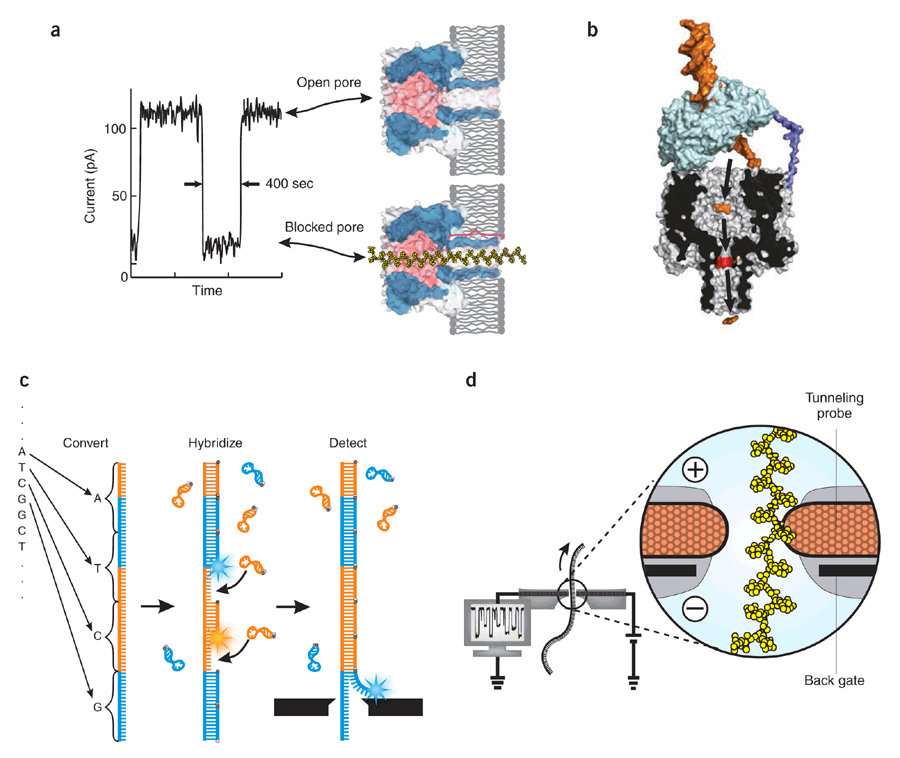 a
Current (pA)
100
50
0
Time
400 sec
Open pore
Blocked pore
b
c
.
.
.
A
T
C
G
G
C
T
.
.
.
Convert
A
T
C
G
Hybridize
Detect
d
+
−
Tunneling
probe
Back gate